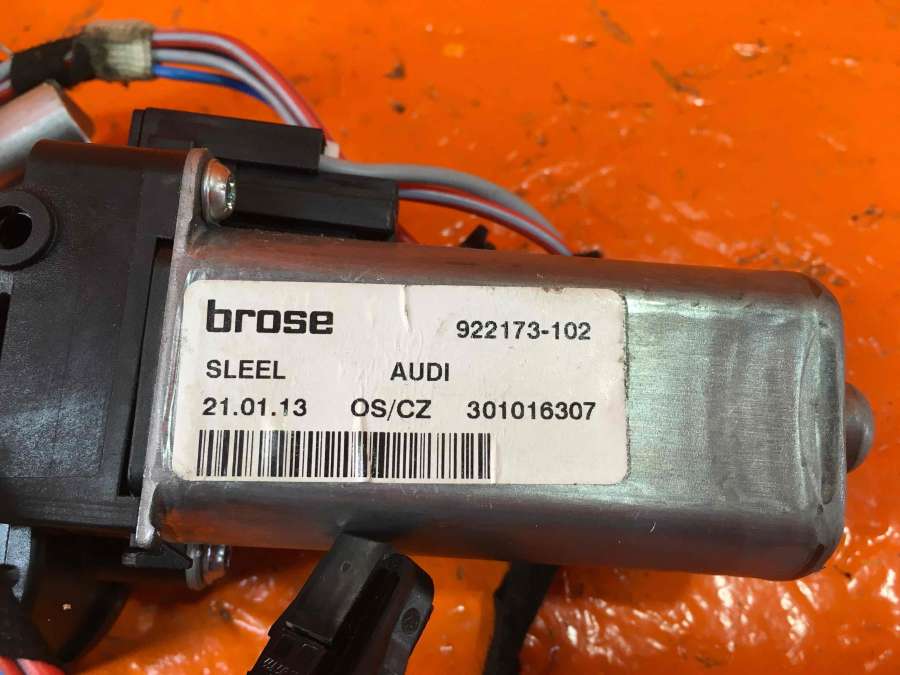 brose 922173-102
SLEEL AUDI
21.01.13 OS/CZ 301016307